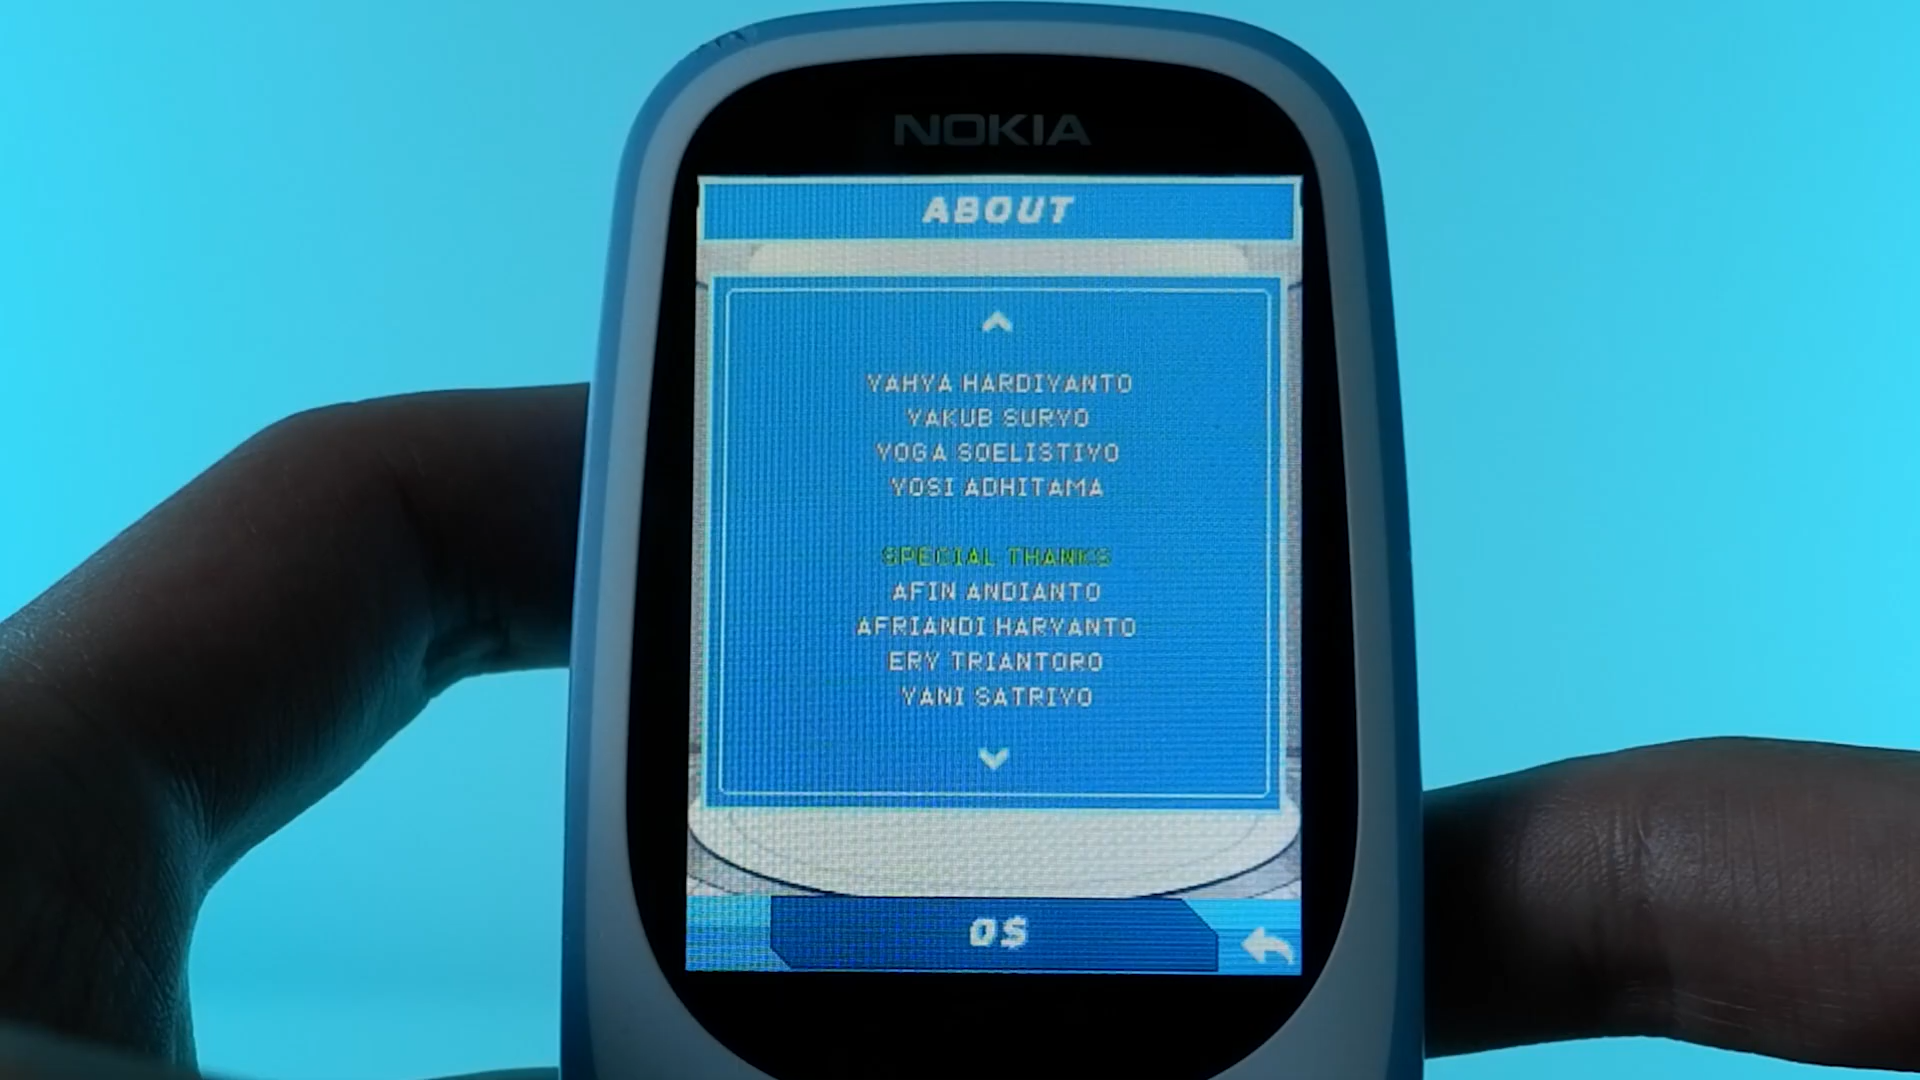 NOKIA
ABOUT
YAHYA HARDIYANTO
YAKUB SURYO
YOGA SOELISTIYO
YOSI ADHITAMA
SPECIAL THANKS
AFIN ANDIANTO
AFRIANDI HARYANTO
ERY TRIANTORO
YANI SATRIYO
0$